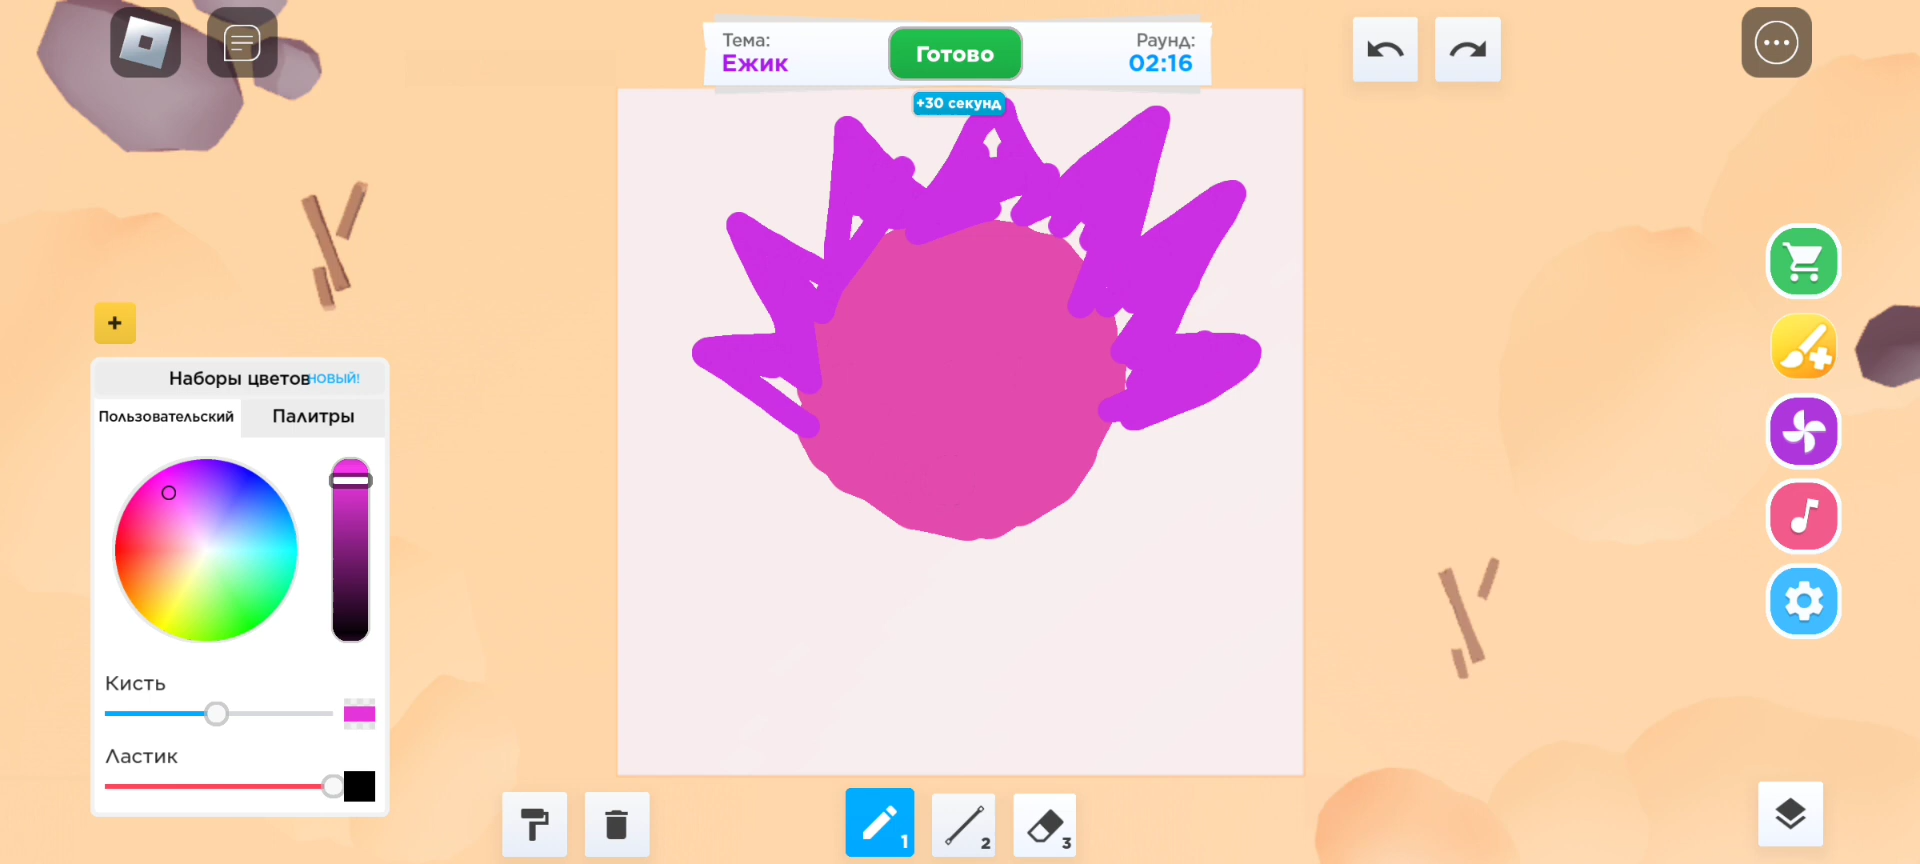 Тема:
Ежик
Готово
Раунд:
02:16
+30 секунд
+
Наборы цветов НОВЫЙ!
Пользовательский
Палитры
Кисть
Ластик
1
2
3